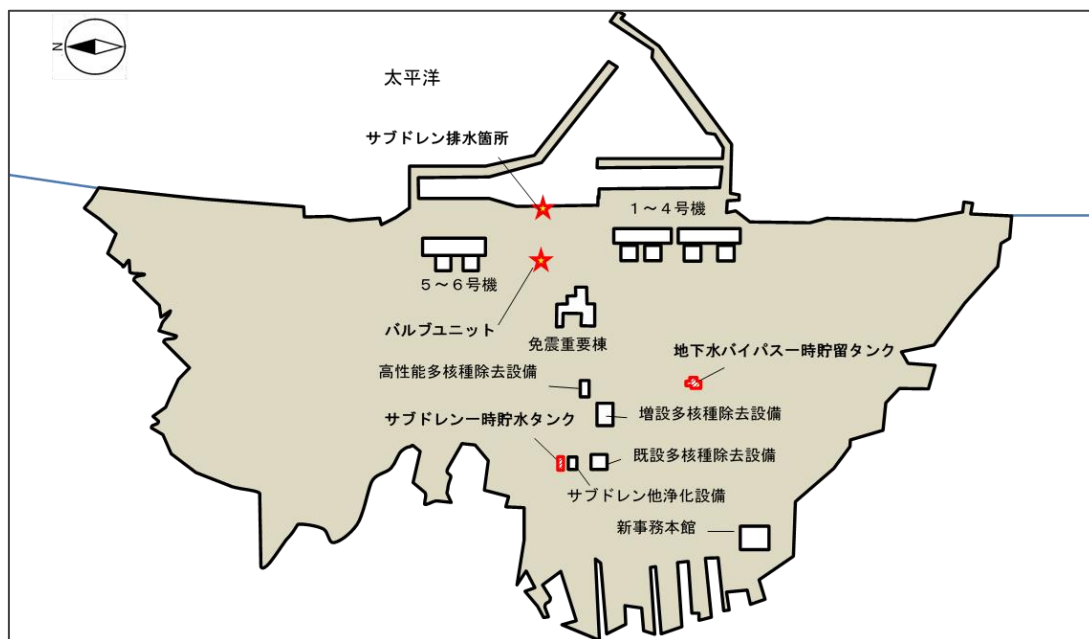 N
太平洋
サブドレン排水箇所
1～4号機
5～6号機
バルブユニット
免震重要棟
地下水バイパス一時貯留タンク
高性能多核種除去設備
サブドレン一時貯水タンク
増設多核種除去設備
既設多核種除去設備
サブドレン他浄化設備
新事務本館